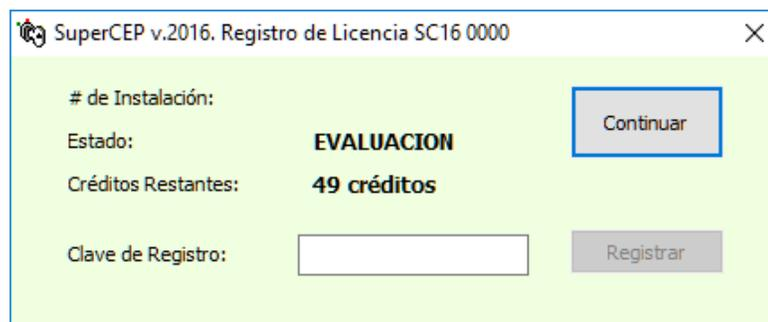 SuperCEP v.2016. Registro de Licencia SC16 0000
# de Instalación:
Continuar
Estado: EVALUACION
Créditos Restantes: 49 créditos
Clave de Registro:
Registrar